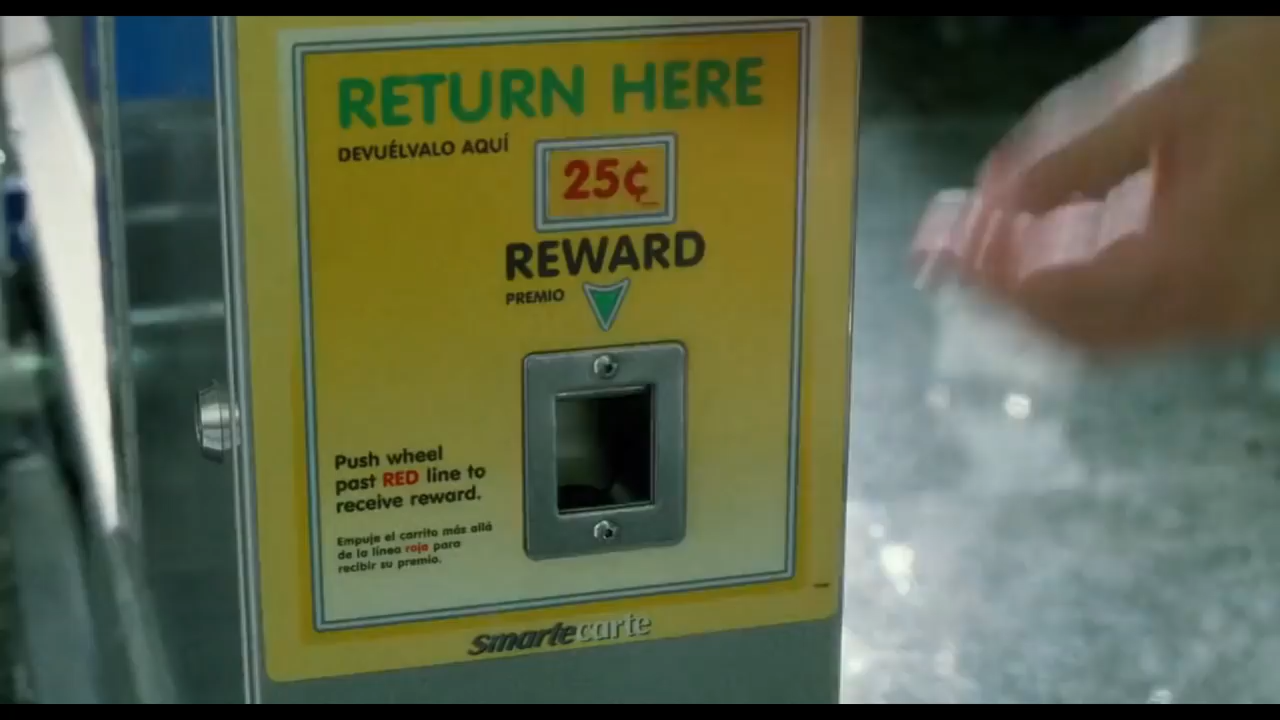 RETURN HERE
DEVUÉLVALO AQUÍ
25¢
REWARD
PREMIO
Push wheel
past RED line to
receive reward.
Empuje el carrito más allá
de la línea roja para
recibir su premio.
smartecarte